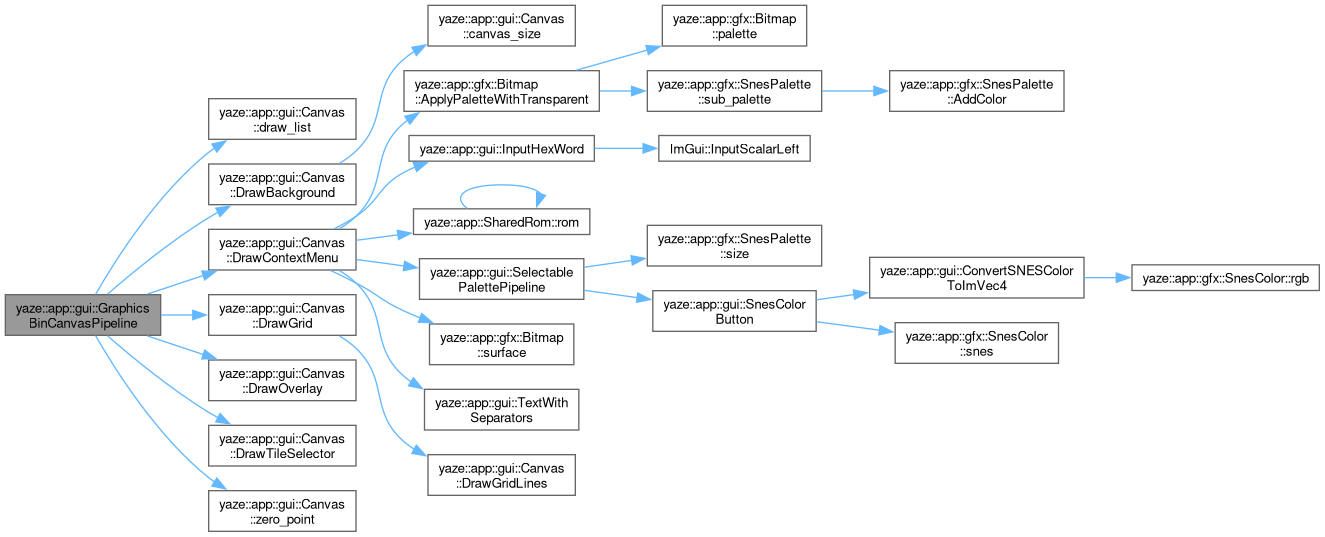 yaze::app::gui::Graphics
BinCanvasPipeline
yaze::app::gui::Canvas
::draw_list
yaze::app::gui::Canvas
::DrawBackground
yaze::app::gui::Canvas
::DrawContextMenu
yaze::app::gui::Canvas
::DrawGrid
yaze::app::gui::Canvas
::DrawOverlay
yaze::app::gui::Canvas
::DrawTileSelector
yaze::app::gui::Canvas
::zero_point
yaze::app::gui::Canvas
::canvas_size
yaze::app::gfx::Bitmap
::ApplyPaletteWithTransparent
yaze::app::gui::InputHexWord
yaze::app::SharedRom::rom
yaze::app::gui::Selectable
PalettePipeline
yaze::app::gfx::Bitmap
::surface
yaze::app::gui::TextWith
Separators
yaze::app::gui::Canvas
::DrawGridLines
yaze::app::gfx::Bitmap
::palette
yaze::app::gfx::SnesPalette
::sub_palette
ImGui::InputScalarLeft
yaze::app::gfx::SnesPalette
::size
yaze::app::gui::SnesColor
Button
yaze::app::gfx::SnesPalette
::AddColor
yaze::app::gui::ConvertSNESColor
ToImVec4
yaze::app::gfx::SnesColor
::snes
yaze::app::gfx::SnesColor::rgb